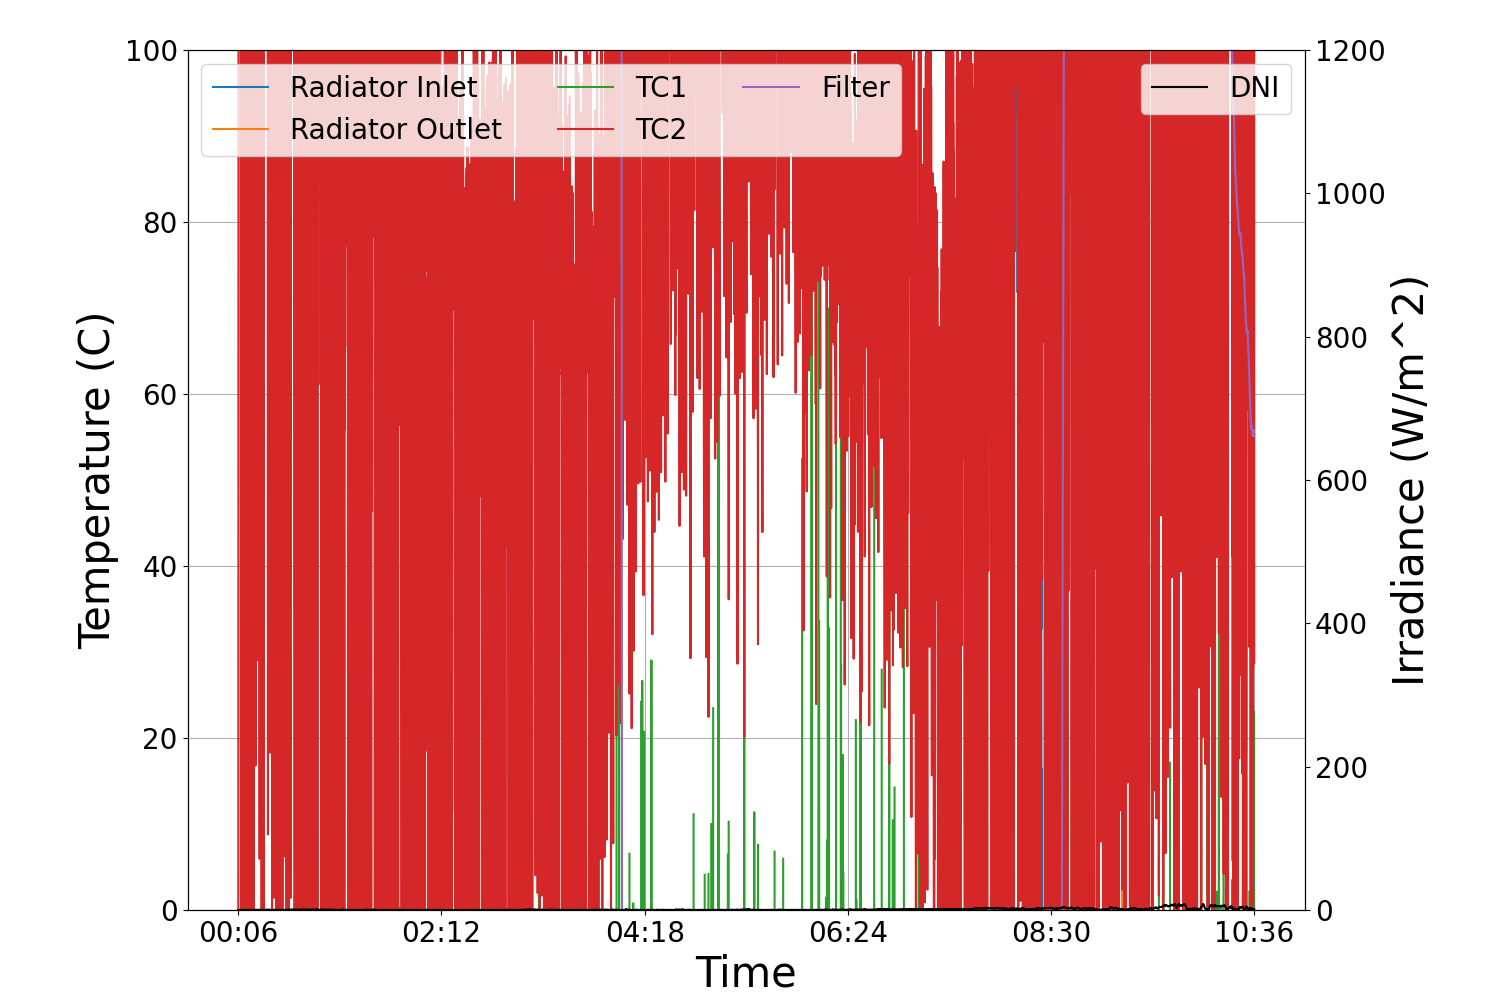 Radiator Inlet
Radiator Outlet
TC1
TC2
Filter
DNI
100
80
60
40
20
0
Temperature (C)
1200
1000
800
600
400
200
0
Irradiance (W/m^2)
00:06
02:12
04:18
06:24
08:30
10:36
Time